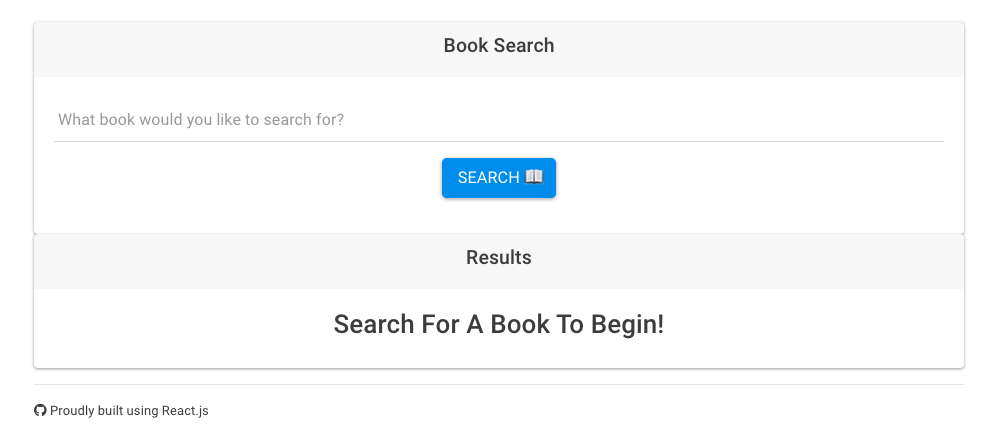 Book Search
What book would you like to search for?
SEARCH 📖
Results
Search For A Book To Begin!
Proudly built using React.js